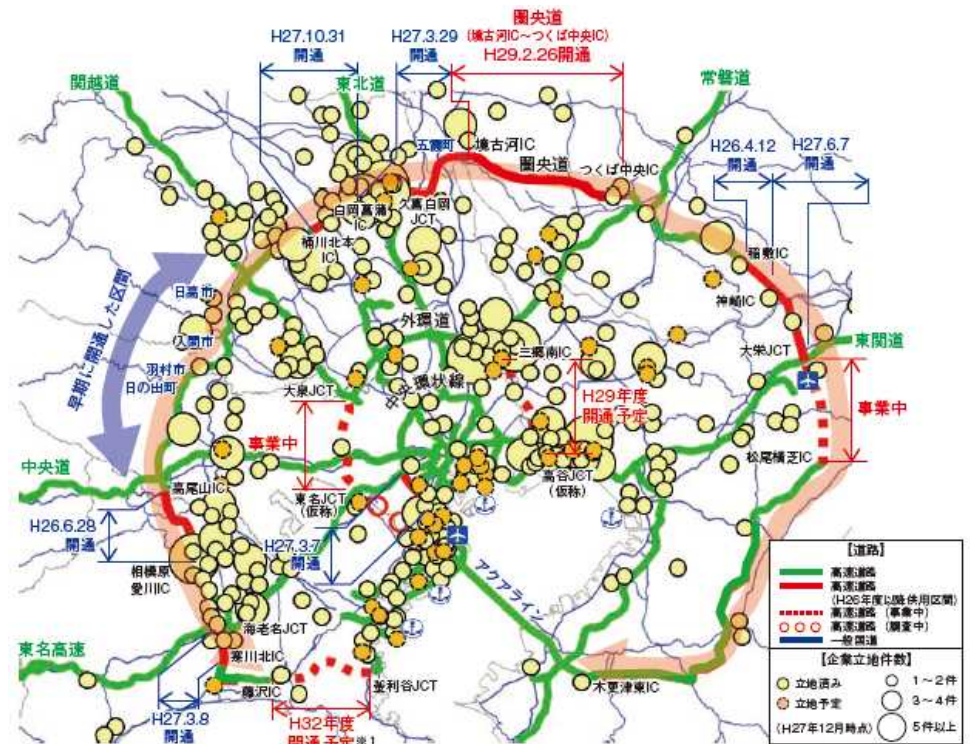 圏央道
(境古河IC～つくば中央IC)
H29.2.26開通
H27.10.31
開通
H27.3.29
開通
関越道
東北道
常磐道
五霞町
境古河IC
圏央道
つくば中央IC
H26.4.12
開通
H27.6.7
開通
白岡菖蒲
IC
久喜白岡
JCT
桶川北本
IC
稲敷IC
神崎IC
日高市
入間市
羽村市
日の出町
早期に開通した区間
外環道
三郷南IC
大栄JCT
東関道
大泉JCT
中央環状線
H29年度
開通予定
事業中
事業中
中央道
高尾山IC
東名JCT
(仮称)
高谷JCT
(仮称)
松尾横芝IC
H26.6.28
開通
H27.3.7
開通
相模原
愛川IC
アクアライン
海老名JCT
東名高速
寒川北IC
藤沢IC
釜利谷JCT
木更津東IC
H27.3.8
開通
H32年度
開通予定※1
【道路】
高速道路
高速道路
(H26年度以降供用区間)
高速道路(事業中)
高速道路(調査中)
一般国道
【企業立地件数】
立地済み
立地予定
(H27年12月時点)
1～2件
3～4件
5件以上